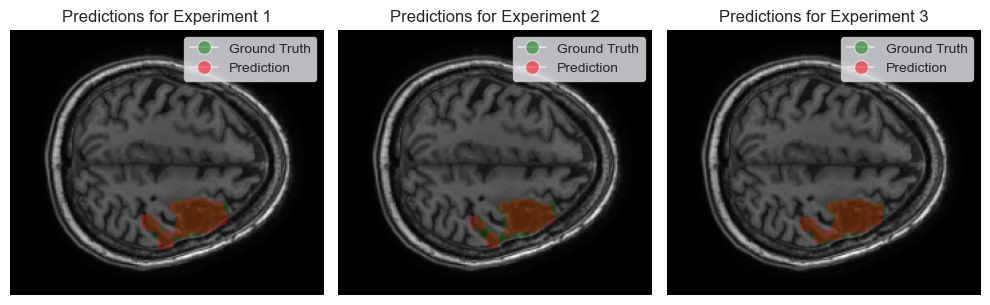 Predictions for Experiment 1
Ground Truth
Prediction
Predictions for Experiment 2
Ground Truth
Prediction
Predictions for Experiment 3
Ground Truth
Prediction